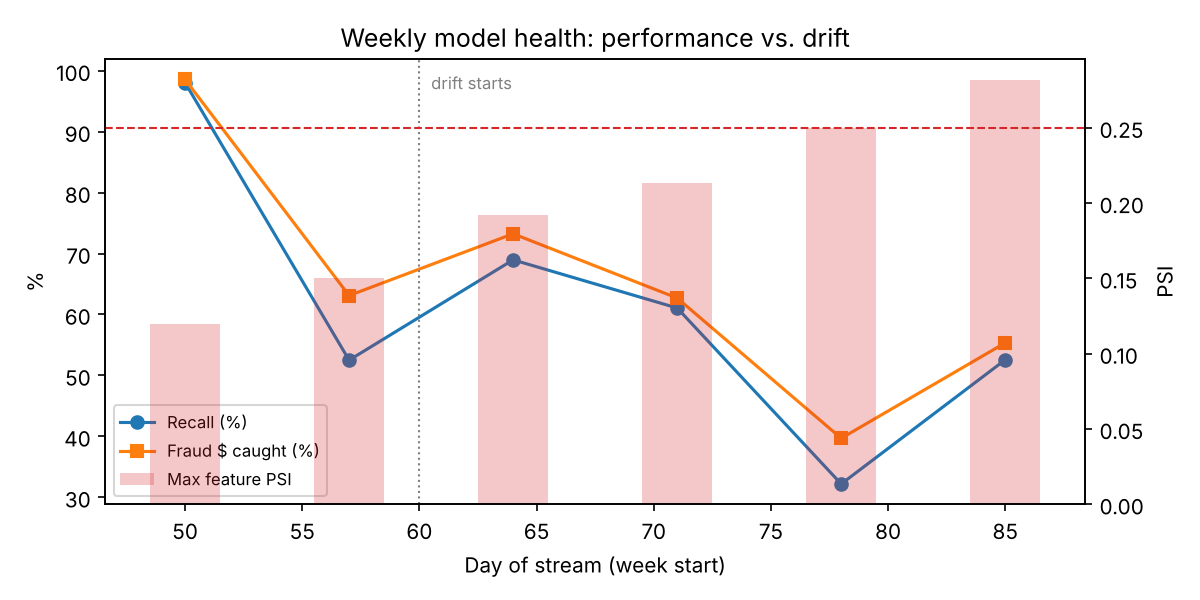 Weekly model health: performance vs. drift
drift starts
%
100
90
80
70
60
50
40
30
PSI
0.25
0.20
0.15
0.10
0.05
0.00
Recall (%)
Fraud $ caught (%)
Max feature PSI
50 55 60 65 70 75 80 85
Day of stream (week start)